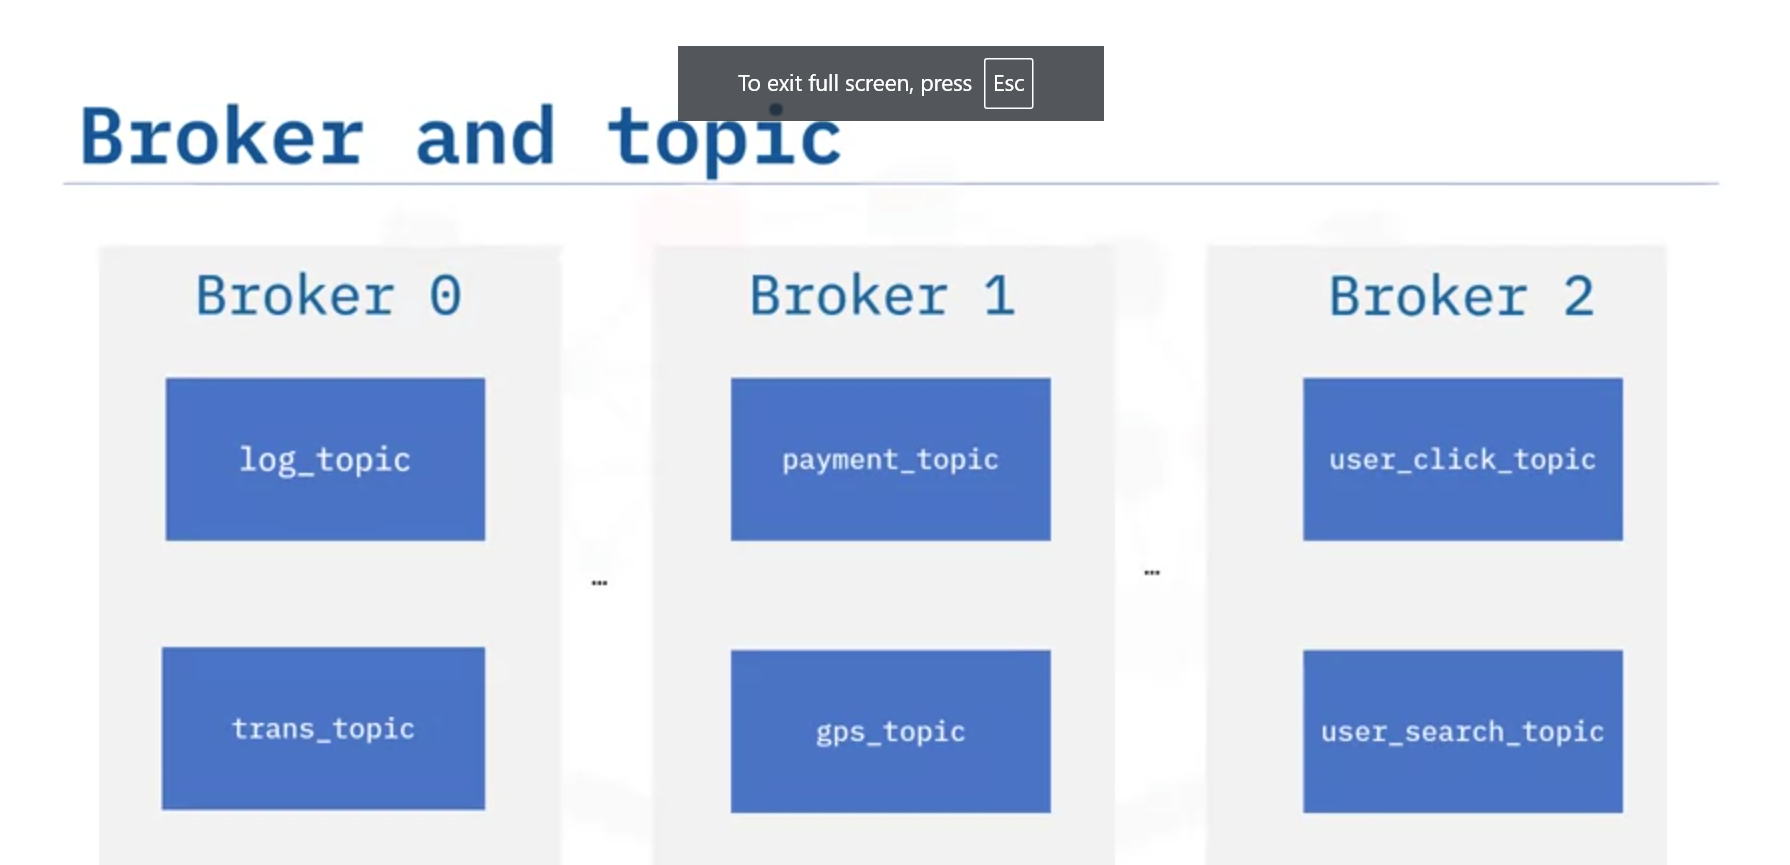 To exit full screen, press Esc
Broker and topic
Broker 0
log_topic
trans_topic
...
Broker 1
payment_topic
gps_topic
...
Broker 2
user_click_topic
user_search_topic